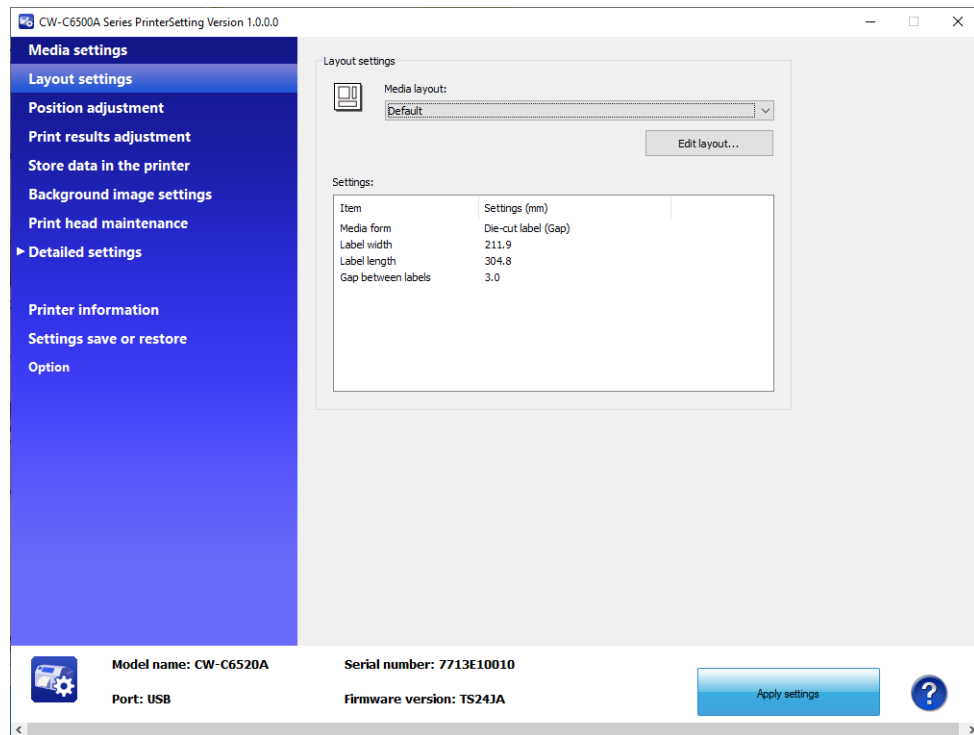 CW-C6500A Series PrinterSetting Version 1.0.0.0
Media settings
Layout settings
Position adjustment
Print results adjustment
Store data in the printer
Background image settings
Print head maintenance
Detailed settings
Printer information
Settings save or restore
Option
Layout settings
Media layout:
Default
Edit layout...
Settings:
Item Settings (mm)
Media form Die-cut label (Gap)
Label width 211.9
Label length 304.8
Gap between labels 3.0
Model name: CW-C6520A Serial number: 7713E10010
Port: USB Firmware version: TS24JA
Apply settings
?